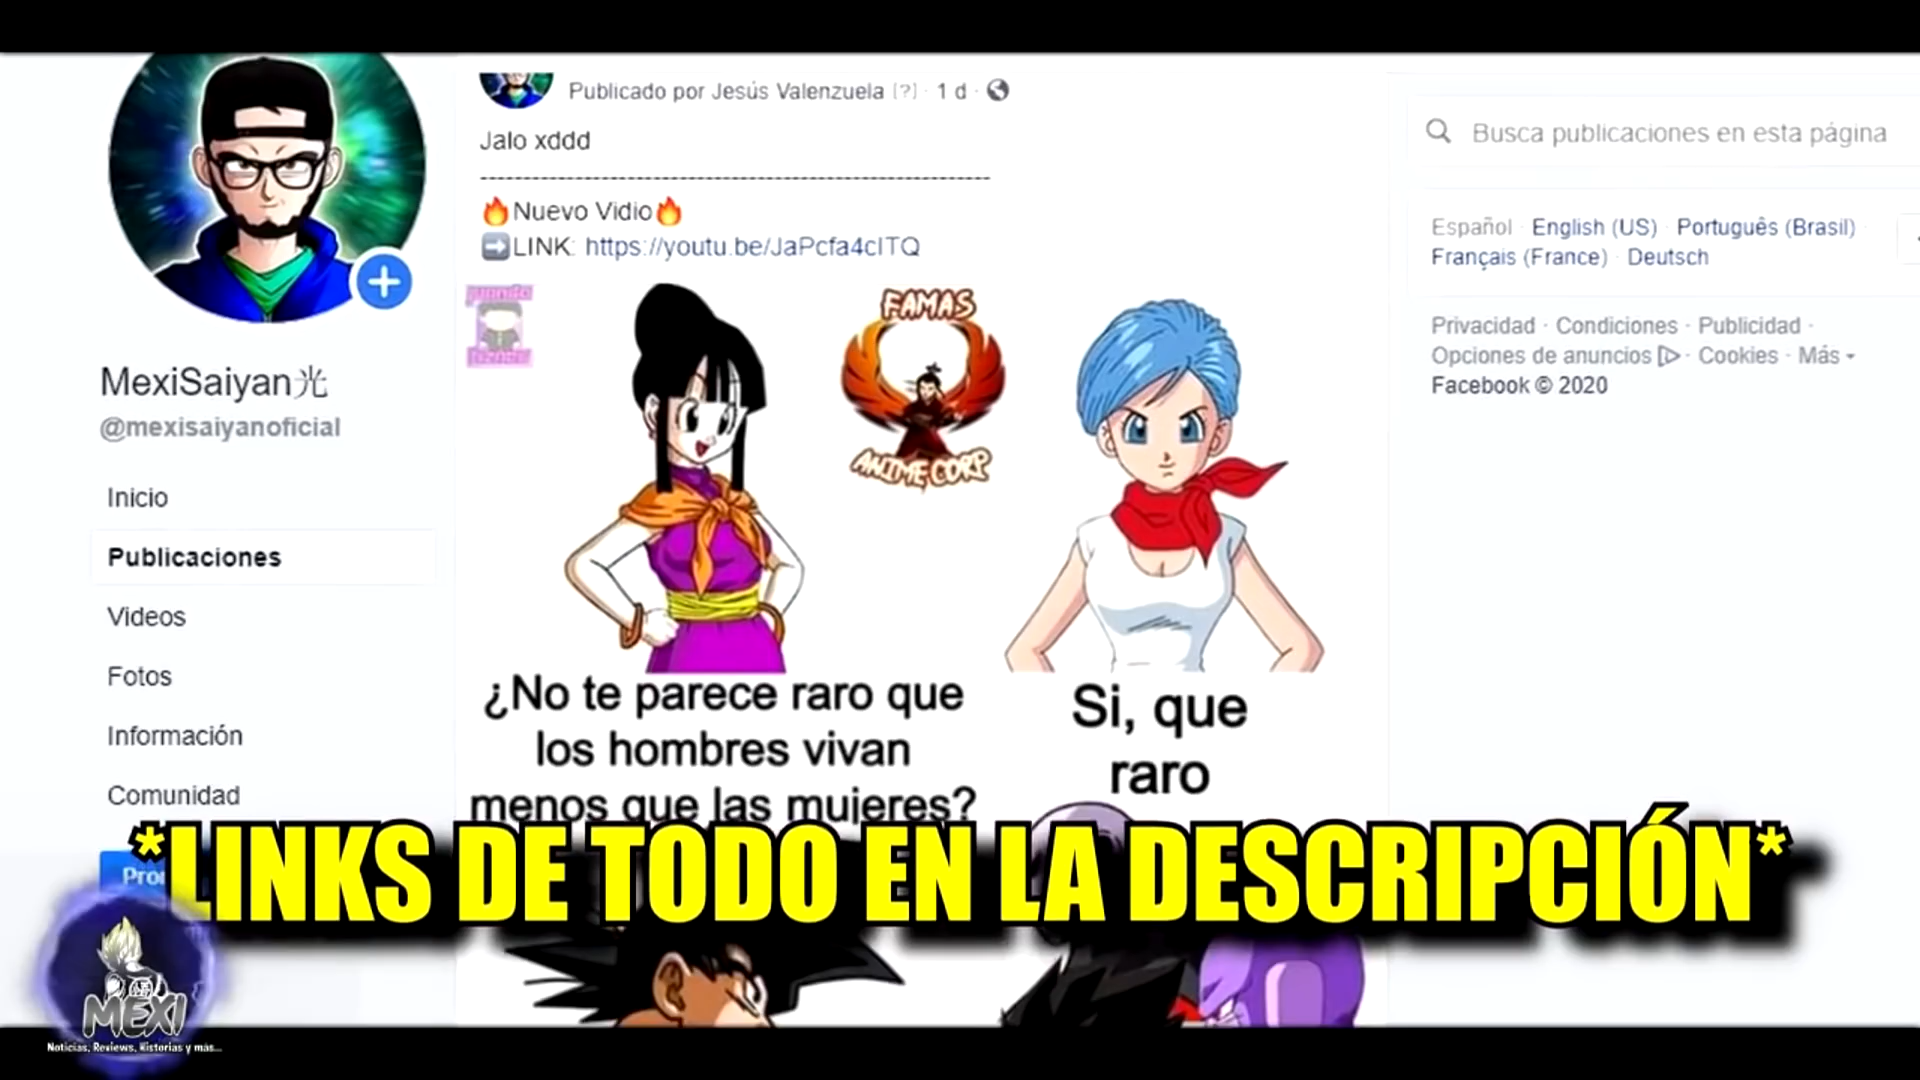 Publicado por Jesús Valenzuela [?] · 1 d ·
Jalo xddd
--------------------------------------------------------------
🔥Nuevo Vidio🔥
➡LINK: https://youtu.be/JaPcfa4cITQ
FAMAS
ANIME CORP
¿No te parece raro que
los hombres vivan
menos que las mujeres?
Si, que
raro
MexiSaiyan光
@mexisaiyanoficial
Inicio
Publicaciones
Videos
Fotos
Información
Comunidad
Busca publicaciones en esta página
Español · English (US) · Português (Brasil) ·
Français (France) · Deutsch
Privacidad · Condiciones · Publicidad ·
Opciones de anuncios · Cookies · Más
Facebook © 2020
*LINKS DE TODO EN LA DESCRIPCIÓN*
MEXI
Noticias, Reviews, Historias y más...